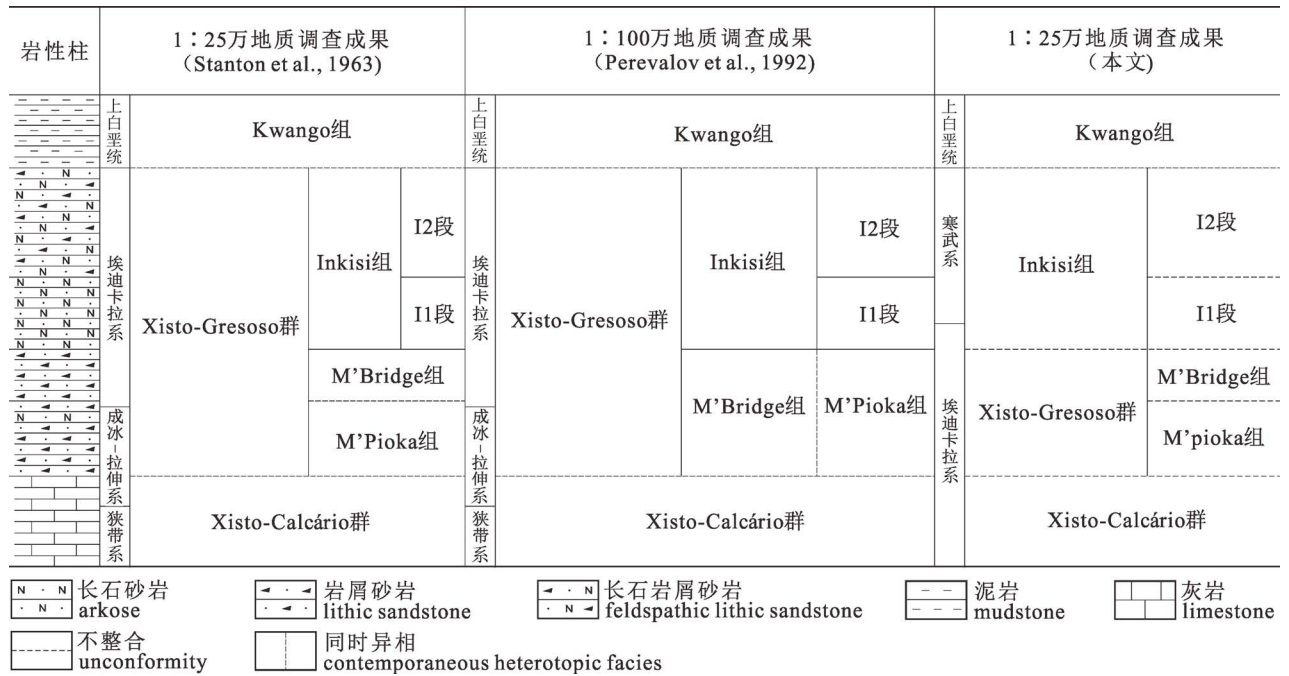 岩性柱
1∶25万地质调查成果
(Stanton et al., 1963)
1∶100万地质调查成果
(Perevalov et al., 1992)
1∶25万地质调查成果
(本文)
上白垩统
Kwango组
上白垩统
Kwango组
上白垩统
Kwango组
埃迪卡拉系
成冰-拉伸系
狭带系
Xisto-Gresoso群
Inkisi组
I2段
I1段
M’Bridge组
M’Pioka组
Xisto-Calcário群
埃迪卡拉系
成冰-拉伸系
狭带系
Xisto-Gresoso群
Inkisi组
I2段
I1段
M’Bridge组
M’Pioka组
Xisto-Calcário群
寒武系
埃迪卡拉系
Inkisi组
I2段
I1段
Xisto-Gresoso群
M’Bridge组
M’pioka组
Xisto-Calcário群
长石砂岩
arkose
岩屑砂岩
lithic sandstone
长石岩屑砂岩
feldspathic lithic sandstone
泥岩
mudstone
灰岩
limestone
不整合
unconformity
同时异相
contemporaneous heterotopic facies